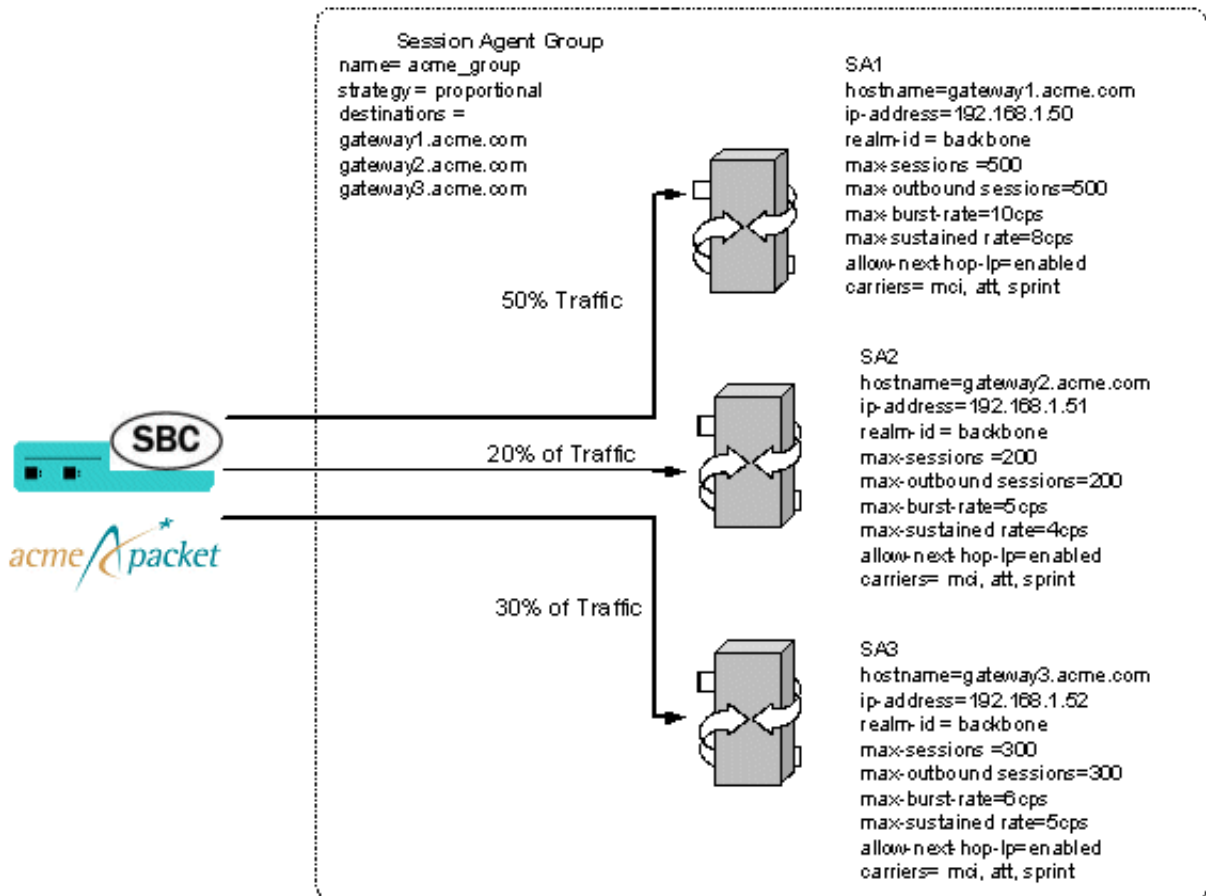 Session Agent Group
name= acme_group
strategy = proportional
destinations =
gateway1.acme.com
gateway2.acme.com
gateway3.acme.com
SA1
hostname=gateway1.acme.com
ip-address=192.168.1.50
realm-id = backbone
max-sessions =500
max-outbound sessions=500
max-burst-rate=10cps
max-sustained rate=8cps
allow-next-hop-lp=enabled
carriers= mci, att, sprint
50% Traffic
SA2
hostname=gateway2.acme.com
ip-address=192.168.1.51
realm-id = backbone
max-sessions =200
max-outbound sessions=200
max-burst-rate=5cps
max-sustained rate=4cps
allow-next-hop-lp=enabled
carriers= mci, att, sprint
SBC
20% of Traffic
acme packet
30% of Traffic
SA3
hostname=gateway3.acme.com
ip-address=192.168.1.52
realm-id = backbone
max-sessions =300
max-outbound sessions=300
max-burst-rate=6cps
max-sustained rate=5cps
allow-next-hop-lp=enabled
carriers= mci, att, sprint